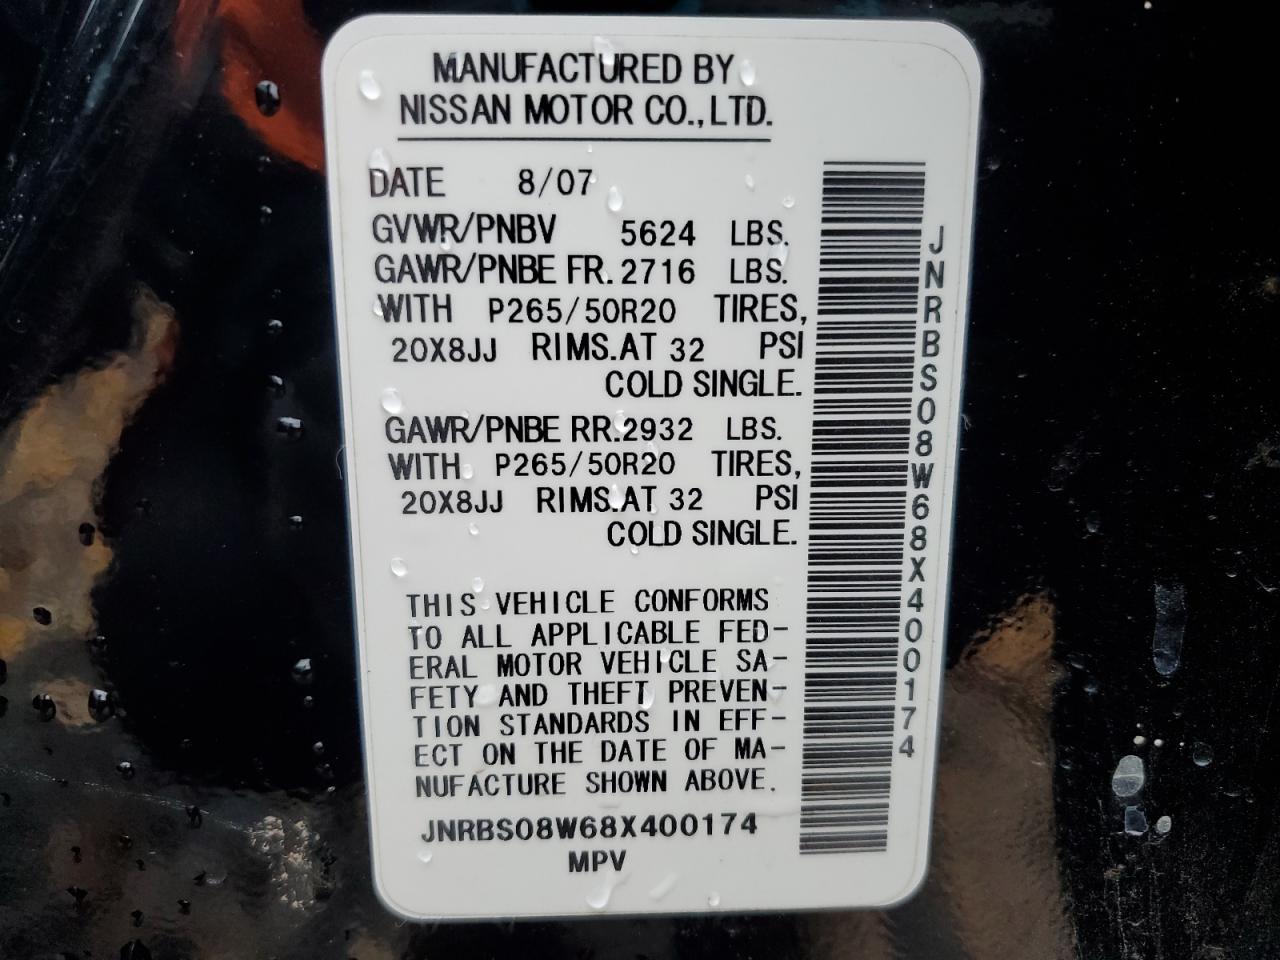 MANUFACTURED BY
NISSAN MOTOR CO.,LTD.
DATE 8/07
GVWR/PNBV 5624 LBS.
GAWR/PNBE FR. 2716 LBS.
WITH P265/50R20 TIRES,
20X8JJ RIMS.AT 32 PSI
COLD SINGLE.
GAWR/PNBE RR.2932 LBS.
WITH P265/50R20 TIRES,
20X8JJ RIMS.AT 32 PSI
COLD SINGLE.
THIS VEHICLE CONFORMS
TO ALL APPLICABLE FED-
ERAL MOTOR VEHICLE SA-
FETY AND THEFT PREVEN-
TION STANDARDS IN EFF-
ECT ON THE DATE OF MA-
NUFACTURE SHOWN ABOVE.
JNRBS08W68X400174
MPV
JNRBS08W68X400174